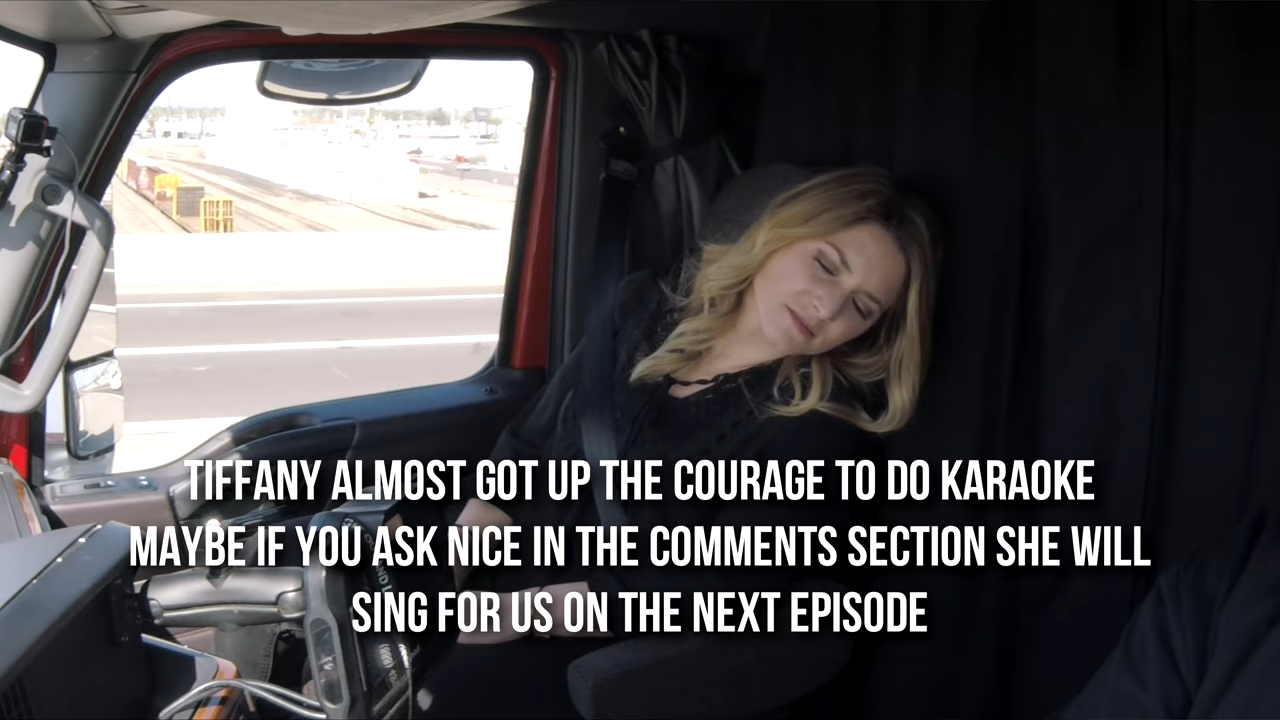 TIFFANY ALMOST GOT UP THE COURAGE TO DO KARAOKE
MAYBE IF YOU ASK NICE IN THE COMMENTS SECTION SHE WILL
SING FOR US ON THE NEXT EPISODE